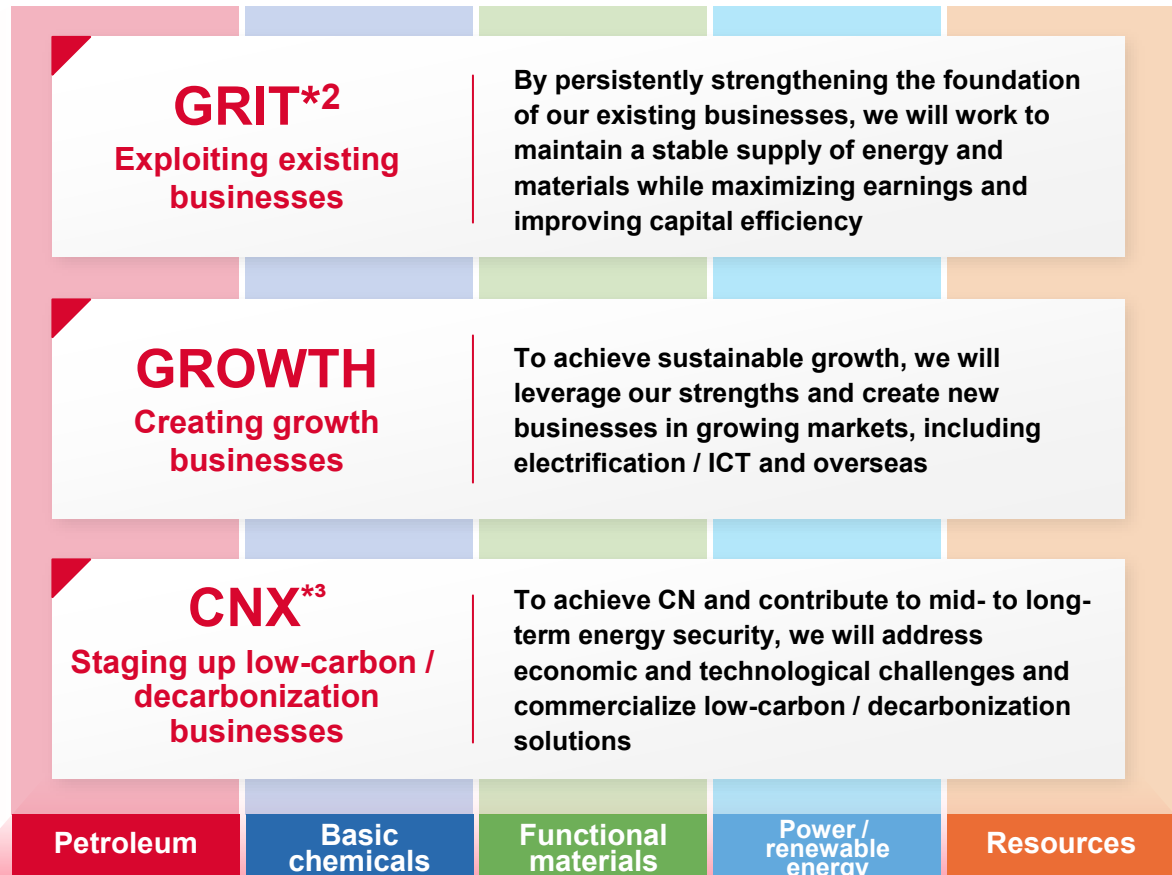 GRIT*2
Exploiting existing
businesses
By persistently strengthening the foundation
of our existing businesses, we will work to
maintain a stable supply of energy and
materials while maximizing earnings and
improving capital efficiency
GROWTH
Creating growth
businesses
To achieve sustainable growth, we will
leverage our strengths and create new
businesses in growing markets, including
electrification / ICT and overseas
CNX*³
Staging up low-carbon /
decarbonization
businesses
To achieve CN and contribute to mid- to long-
term energy security, we will address
economic and technological challenges and
commercialize low-carbon / decarbonization
solutions
Petroleum
Basic
chemicals
Functional
materials
Power /
renewable
energy
Resources